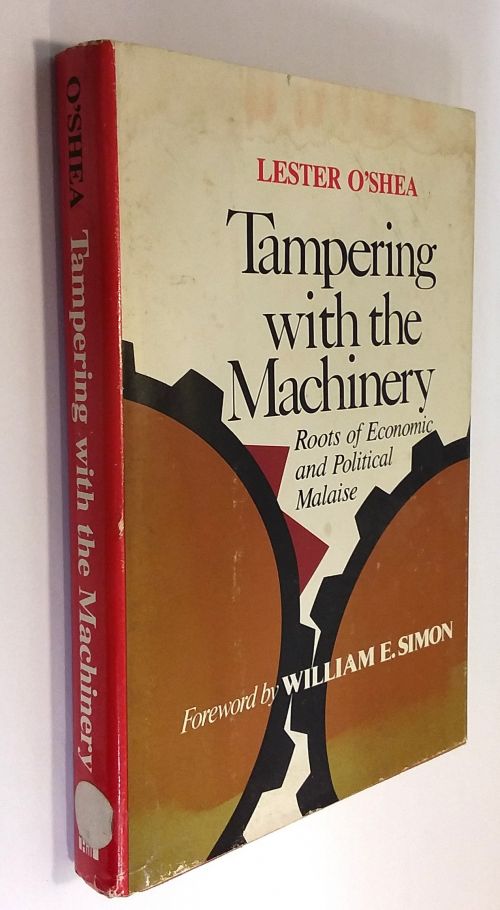 O'SHEA Tampering with the Machinery
LESTER O'SHEA
Tampering
with the
Machinery
Roots of Economic
and Political
Malaise
Foreword by WILLIAM E. SIMON